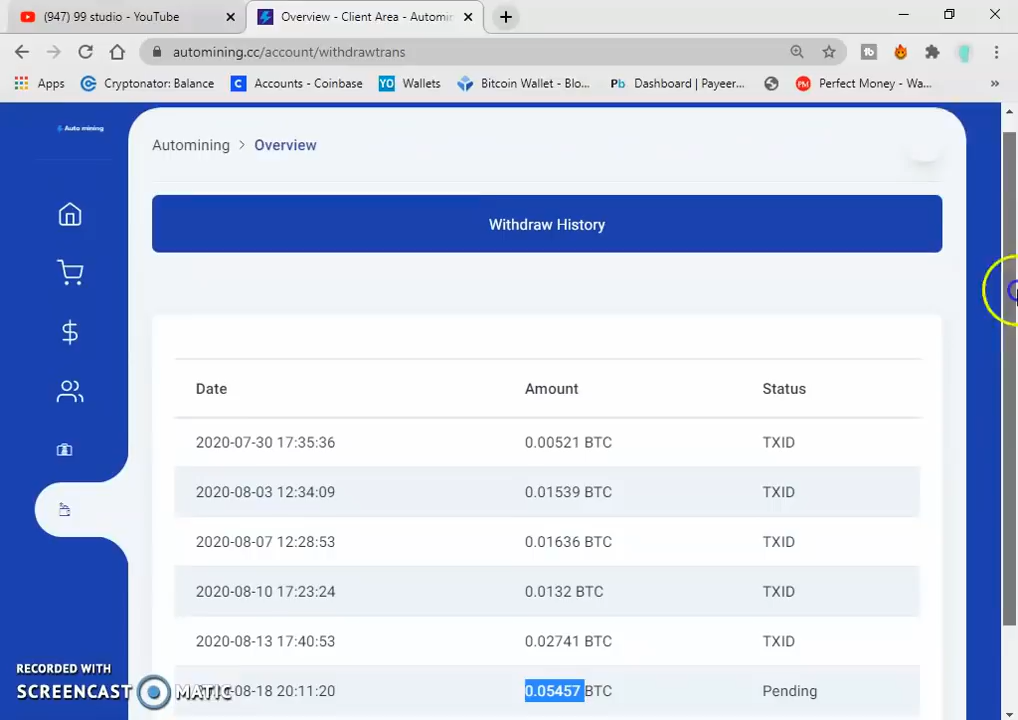 (947) 99 studio - YouTube
Overview - Client Area - Automin
automining.cc/account/withdrawtrans
Apps
Cryptonator: Balance
C Accounts - Coinbase
YO Wallets
Bitcoin Wallet - Blo...
Pb Dashboard | Payeer...
PM Perfect Money - Wa...
»
Auto mining
Automining > Overview
Withdraw History
Date Amount Status
2020-07-30 17:35:36 0.00521 BTC TXID
2020-08-03 12:34:09 0.01539 BTC TXID
2020-08-07 12:28:53 0.01636 BTC TXID
2020-08-10 17:23:24 0.0132 BTC TXID
2020-08-13 17:40:53 0.02741 BTC TXID
-08-18 20:11:20 0.05457 BTC Pending
RECORDED WITH
SCREENCAST MATIC